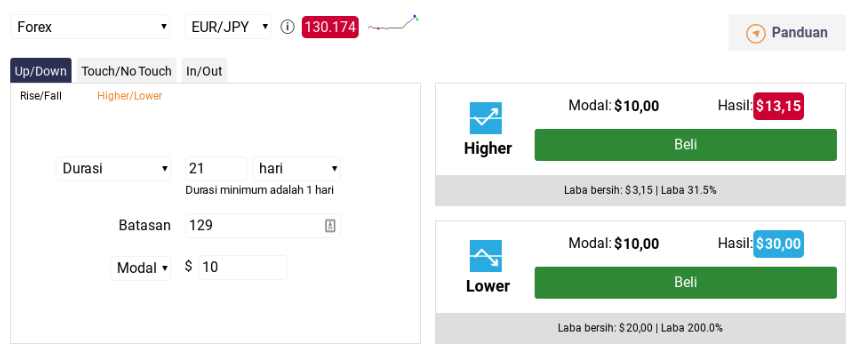 Forex EUR/JPY 130.174 Panduan
Up/Down Touch/No Touch In/Out
Rise/Fall Higher/Lower
Durasi 21 hari
Durasi minimum adalah 1 hari
Batasan 129
Modal $ 10
Modal: $10,00 Hasil: $13,15
Higher Beli
Laba bersih: $3,15 | Laba 31.5%
Modal: $10,00 Hasil: $30,00
Lower Beli
Laba bersih: $20,00 | Laba 200.0%